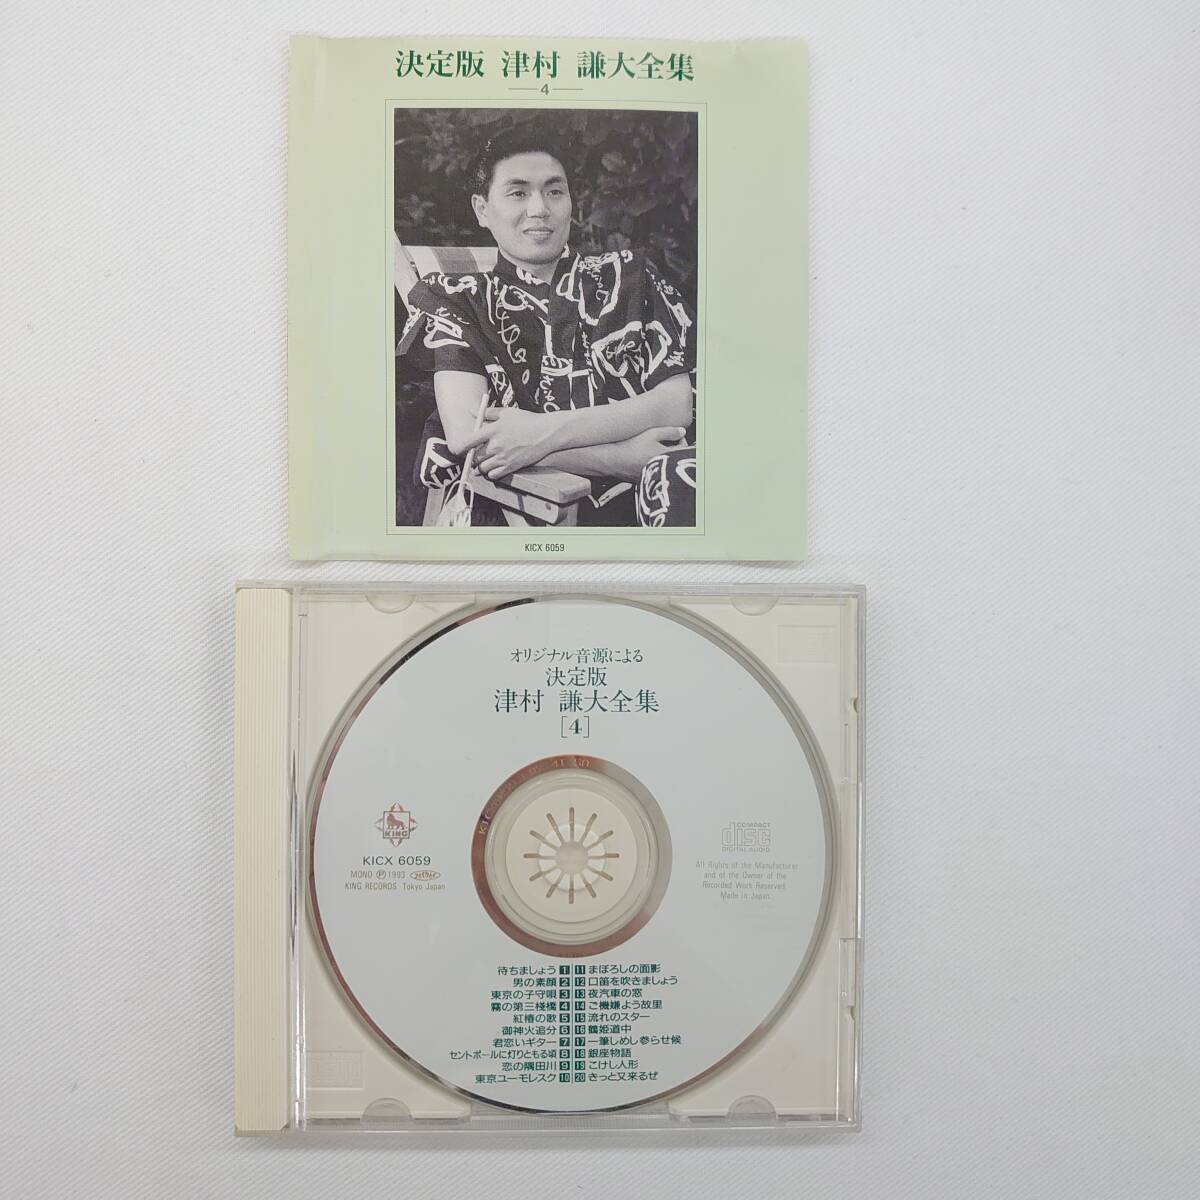 決定版 津村 謙大全集
4
KICX 6059
オリジナル音源による
決定版
津村 謙大全集
[4]
KING
KICX 6059
MONO Ⓟ1993
KING RECORDS Tokyo Japan
COMPACT
disc
DIGITAL AUDIO
All Rights of the Manufacturer
and of the Owner of the
Recorded Work Reserved
Made in Japan
待ちましょう 1
男の素顔 2
東京の子守唄 3
霧の第三桟橋 4
紅椿の歌 5
御神火追分 6
君恋いギター 7
セントポールに灯りともる頃 8
恋の隅田川 9
東京ユーモレスク 10
11 まぼろしの面影
12 口笛を吹きましょう
13 夜汽車の窓
14 ご機嫌よう故里
15 流れのスター
16 鶴姫道中
17 一筆しめし参らせ候
18 銀座物語
19 こけし人形
20 きっと又来るぜ